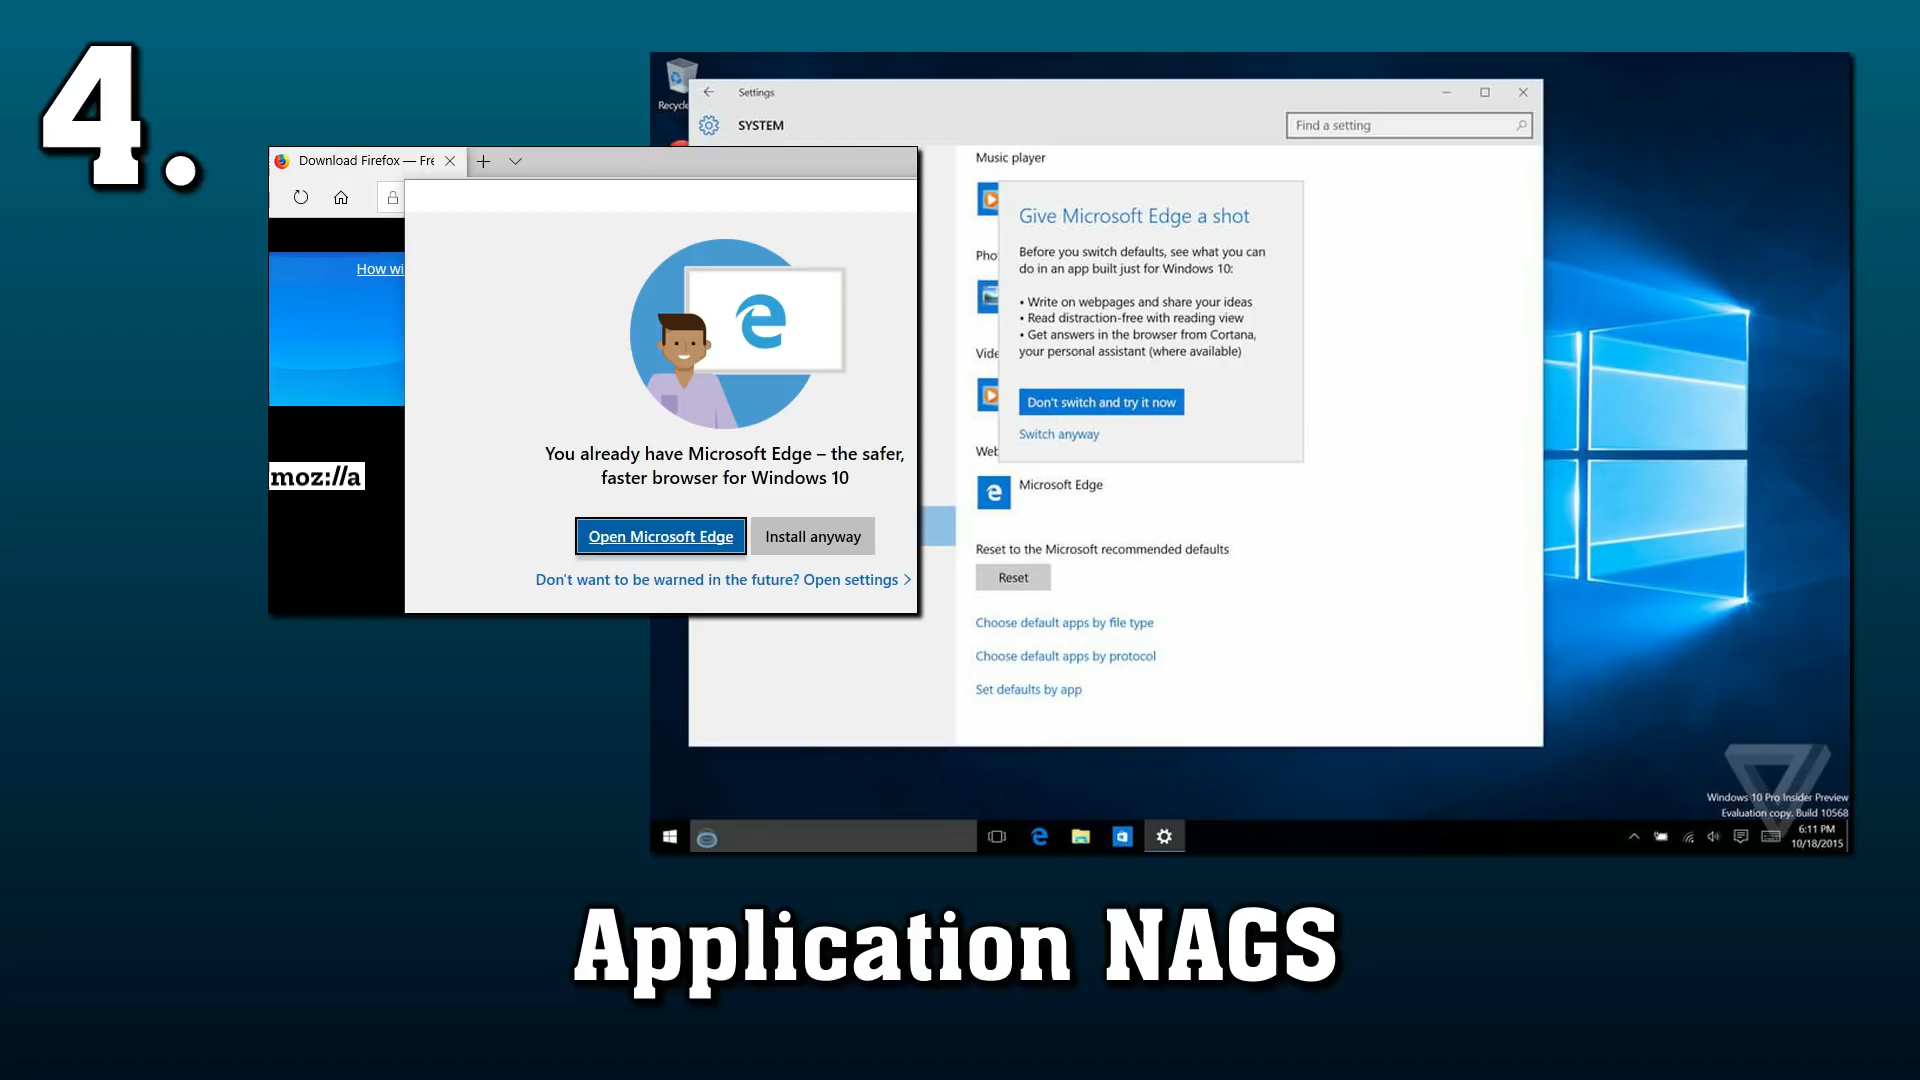 4.
Recycle
Settings
SYSTEM
Find a setting
Download Firefox — Fre
How wi
moz://a
You already have Microsoft Edge – the safer,
faster browser for Windows 10
Open Microsoft Edge
Install anyway
Don't want to be warned in the future? Open settings >
Music player
Give Microsoft Edge a shot
Before you switch defaults, see what you can
do in an app built just for Windows 10:
• Write on webpages and share your ideas
• Read distraction-free with reading view
• Get answers in the browser from Cortana,
your personal assistant (where available)
Don't switch and try it now
Switch anyway
Pho
Vide
Web
Microsoft Edge
Reset to the Microsoft recommended defaults
Reset
Choose default apps by file type
Choose default apps by protocol
Set defaults by app
Windows 10 Pro Insider Preview
Evaluation copy. Build 10568
6:11 PM
10/18/2015
Application NAGS